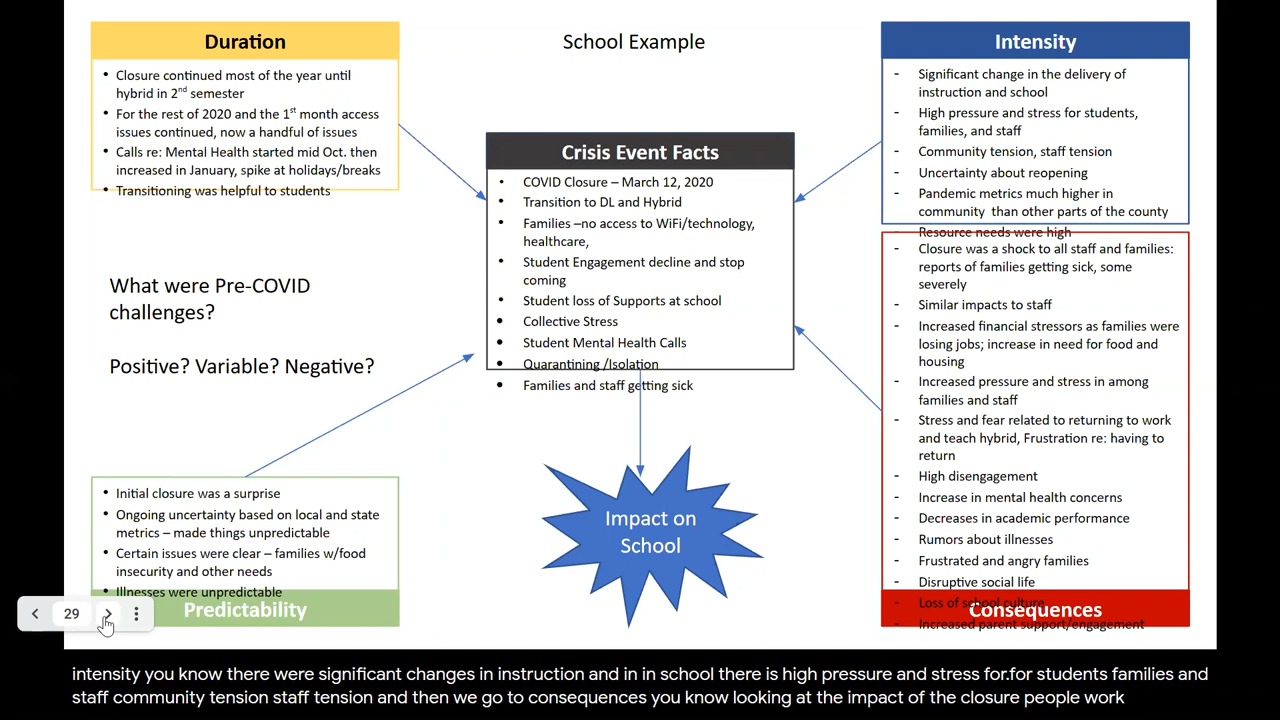 School Example
Duration
• Closure continued most of the year until
hybrid in 2nd semester
• For the rest of 2020 and the 1st month access
issues continued, now a handful of issues
• Calls re: Mental Health started mid Oct. then
increased in January, spike at holidays/breaks
• Transitioning was helpful to students
What were Pre-COVID
challenges?
Positive? Variable? Negative?
• Initial closure was a surprise
• Ongoing uncertainty based on local and state
metrics – made things unpredictable
• Certain issues were clear – families w/food
insecurity and other needs
• Illnesses were unpredictable
Predictability
Crisis Event Facts
• COVID Closure – March 12, 2020
• Transition to DL and Hybrid
• Families –no access to WiFi/technology,
healthcare,
• Student Engagement decline and stop
coming
• Student loss of Supports at school
• Collective Stress
• Student Mental Health Calls
• Quarantining /Isolation
• Families and staff getting sick
Impact on
School
Intensity
- Significant change in the delivery of
instruction and school
- High pressure and stress for students,
families, and staff
- Community tension, staff tension
- Uncertainty about reopening
- Pandemic metrics much higher in
community than other parts of the county
- Resource needs were high
- Closure was a shock to all staff and families:
reports of families getting sick, some
severely
- Similar impacts to staff
- Increased financial stressors as families were
losing jobs; increase in need for food and
housing
- Increased pressure and stress in among
families and staff
- Stress and fear related to returning to work
and teach hybrid, Frustration re: having to
return
- High disengagement
- Increase in mental health concerns
- Decreases in academic performance
- Rumors about illnesses
- Frustrated and angry families
- Disruptive social life
- Loss of school culture
- Increased parent support/engagement
Consequences
29
intensity you know there were significant changes in instruction and in in school there is high pressure and stress for.for students families and
staff community tension staff tension and then we go to consequences you know looking at the impact of the closure people work